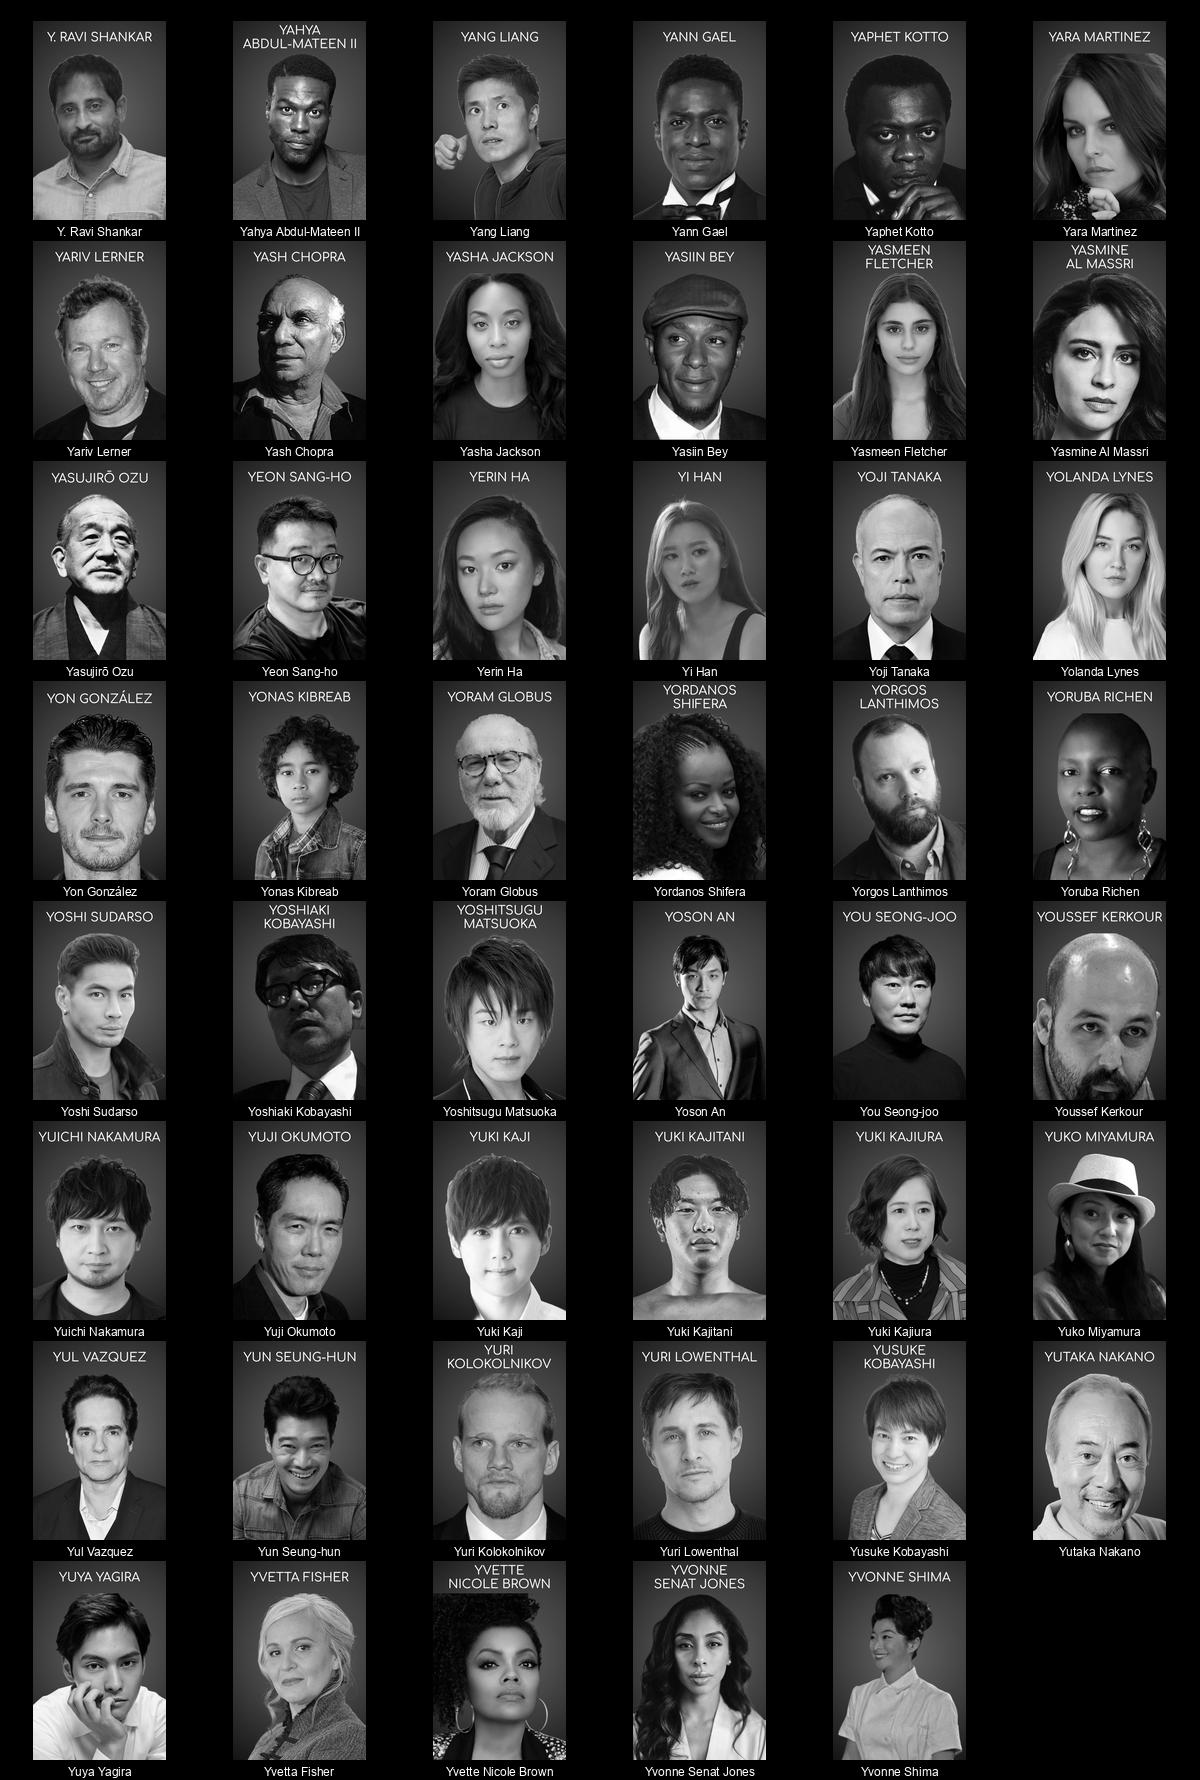 Y. RAVI SHANKAR
YAHYA
ABDUL-MATEEN II
YANG LIANG
YANN GAEL
YAPHET KOTTO
YARA MARTINEZ
Y. Ravi Shankar
Yahya Abdul-Mateen II
Yang Liang
Yann Gael
Yaphet Kotto
Yara Martinez
YARIV LERNER
YASH CHOPRA
YASHA JACKSON
YASIIN BEY
YASMEEN
FLETCHER
YASMINE
AL MASSRI
Yariv Lerner
Yash Chopra
Yasha Jackson
Yasiin Bey
Yasmeen Fletcher
Yasmine Al Massri
YASUJIRŌ OZU
YEON SANG-HO
YERIN HA
YI HAN
YOJI TANAKA
YOLANDA LYNES
Yasujirō Ozu
Yeon Sang-ho
Yerin Ha
Yi Han
Yoji Tanaka
Yolanda Lynes
YON GONZÁLEZ
YONAS KIBREAB
YORAM GLOBUS
YORDANOS
SHIFERA
YORGOS
LANTHIMOS
YORUBA RICHEN
Yon González
Yonas Kibreab
Yoram Globus
Yordanos Shifera
Yorgos Lanthimos
Yoruba Richen
YOSHI SUDARSO
YOSHIAKI
KOBAYASHI
YOSHITSUGU
MATSUOKA
YOSON AN
YOU SEONG-JOO
YOUSSEF KERKOUR
Yoshi Sudarso
Yoshiaki Kobayashi
Yoshitsugu Matsuoka
Yoson An
You Seong-joo
Youssef Kerkour
YUICHI NAKAMURA
YUJI OKUMOTO
YUKI KAJI
YUKI KAJITANI
YUKI KAJIURA
YUKO MIYAMURA
Yuichi Nakamura
Yuji Okumoto
Yuki Kaji
Yuki Kajitani
Yuki Kajiura
Yuko Miyamura
YUL VAZQUEZ
YUN SEUNG-HUN
YURI
KOLOKOLNIKOV
YURI LOWENTHAL
YUSUKE
KOBAYASHI
YUTAKA NAKANO
Yul Vazquez
Yun Seung-hun
Yuri Kolokolnikov
Yuri Lowenthal
Yusuke Kobayashi
Yutaka Nakano
YUYA YAGIRA
YVETTA FISHER
YVETTE
NICOLE BROWN
YVONNE
SENAT JONES
YVONNE SHIMA
Yuya Yagira
Yvetta Fisher
Yvette Nicole Brown
Yvonne Senat Jones
Yvonne Shima